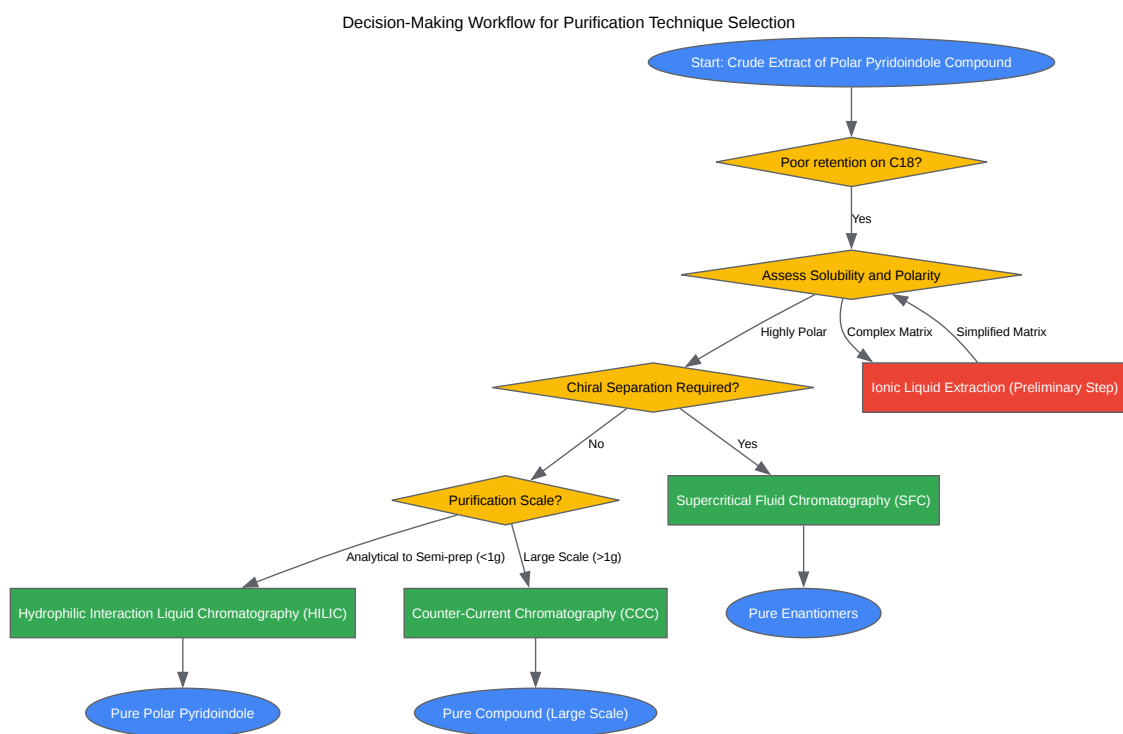 Decision-Making Workflow for Purification Technique Selection
Start: Crude Extract of Polar Pyridoindole Compound
Poor retention on C18?
Yes
Assess Solubility and Polarity
Highly Polar
Complex Matrix
Simplified Matrix
Chiral Separation Required?
Ionic Liquid Extraction (Preliminary Step)
No
Yes
Purification Scale?
Supercritical Fluid Chromatography (SFC)
Analytical to Semi-prep (<1g)
Large Scale (>1g)
Hydrophilic Interaction Liquid Chromatography (HILIC)
Counter-Current Chromatography (CCC)
Pure Enantiomers
Pure Polar Pyridoindole
Pure Compound (Large Scale)